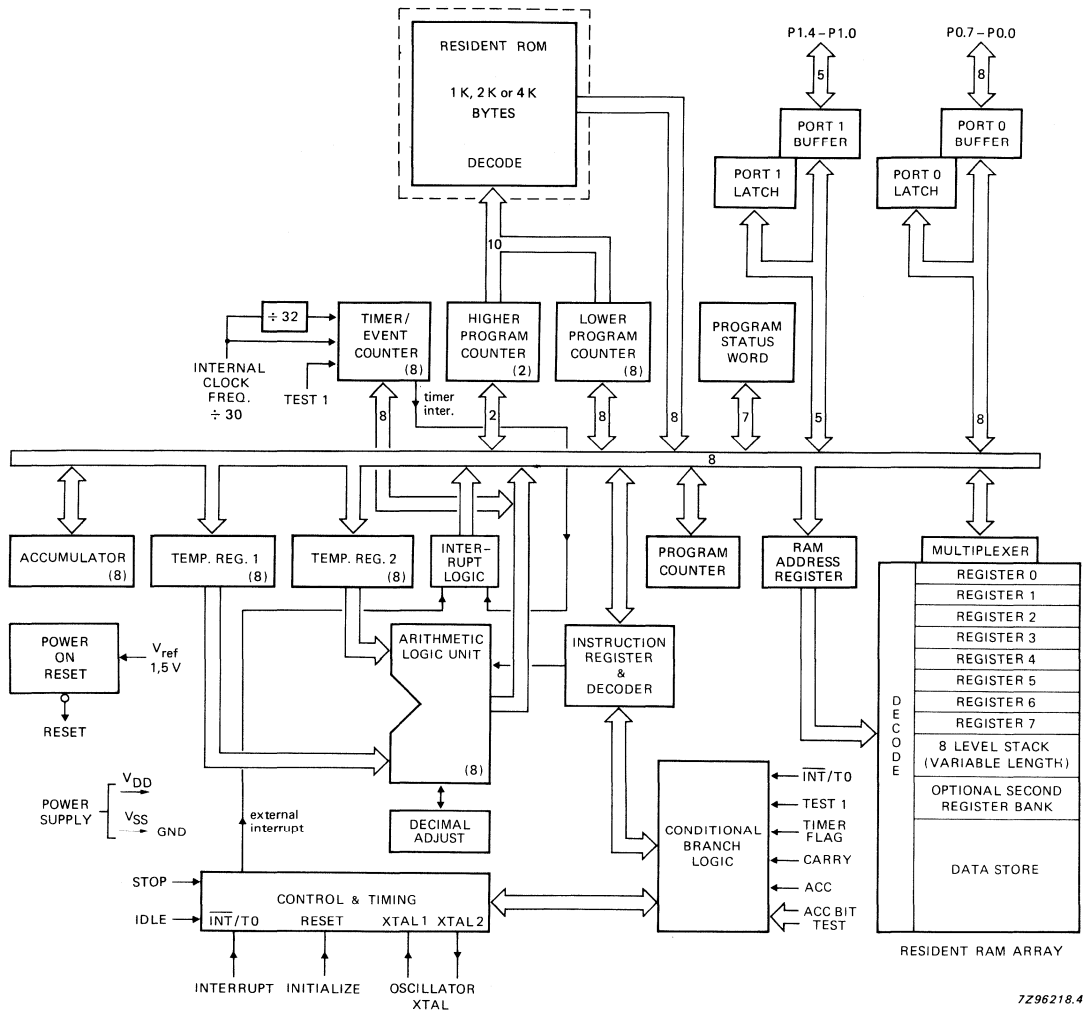 RESIDENT ROM
1 K, 2 K or 4 K
BYTES
DECODE
P1.4–P1.0
P0.7–P0.0
5
8
PORT 1
BUFFER
PORT 0
BUFFER
PORT 1
LATCH
PORT 0
LATCH
10
÷ 32
TIMER/
EVENT
COUNTER
(8)
HIGHER
PROGRAM
COUNTER
(2)
LOWER
PROGRAM
COUNTER
(8)
PROGRAM
STATUS
WORD
INTERNAL
CLOCK
FREQ.
÷ 30
TEST 1
timer
inter.
8
2
8
8
7
5
8
8
ACCUMULATOR
(8)
TEMP. REG. 1
(8)
TEMP. REG. 2
(8)
INTER–
RUPT
LOGIC
PROGRAM
COUNTER
RAM
ADDRESS
REGISTER
MULTIPLEXER
REGISTER 0
REGISTER 1
REGISTER 2
REGISTER 3
REGISTER 4
REGISTER 5
REGISTER 6
REGISTER 7
8 LEVEL STACK
(VARIABLE LENGTH)
OPTIONAL SECOND
REGISTER BANK
DATA STORE
DECODE
RESIDENT RAM ARRAY
POWER
ON
RESET
Vref
1,5 V
RESET
ARITHMETIC
LOGIC UNIT
(8)
INSTRUCTION
REGISTER
&
DECODER
POWER
SUPPLY
VDD
VSS
GND
external
interrupt
DECIMAL
ADJUST
CONDITIONAL
BRANCH
LOGIC
I̅N̅T̅/T0
TEST 1
TIMER
FLAG
CARRY
ACC
ACC BIT
TEST
STOP
IDLE
CONTROL & TIMING
I̅N̅T̅/T0 RESET XTAL1 XTAL2
INTERRUPT INITIALIZE OSCILLATOR
XTAL
7Z96218.4